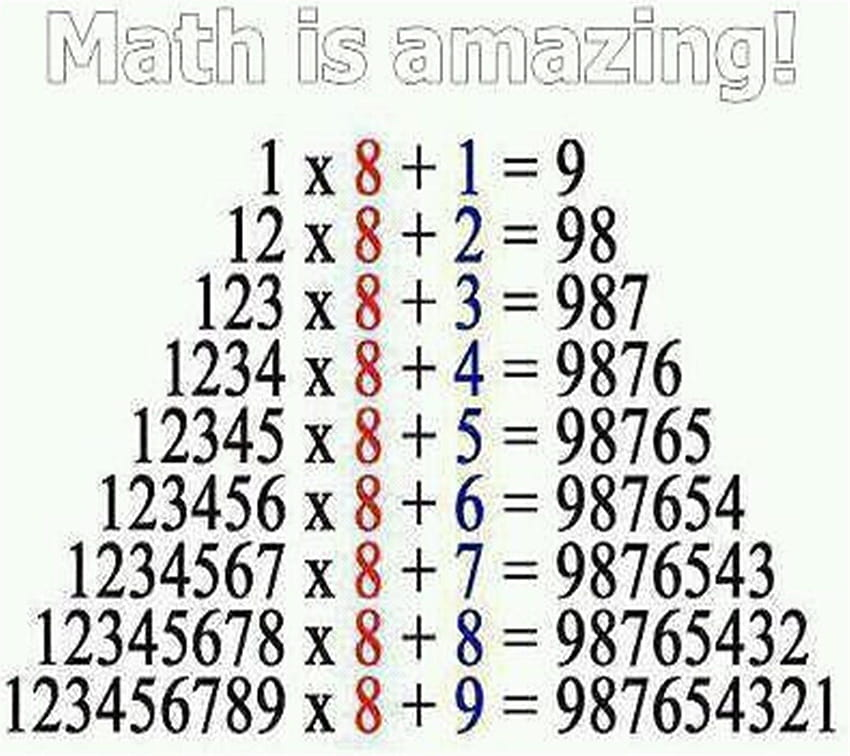 Math is amazing!
1 x 8 + 1 = 9
12 x 8 + 2 = 98
123 x 8 + 3 = 987
1234 x 8 + 4 = 9876
12345 x 8 + 5 = 98765
123456 x 8 + 6 = 987654
1234567 x 8 + 7 = 9876543
12345678 x 8 + 8 = 98765432
123456789 x 8 + 9 = 987654321